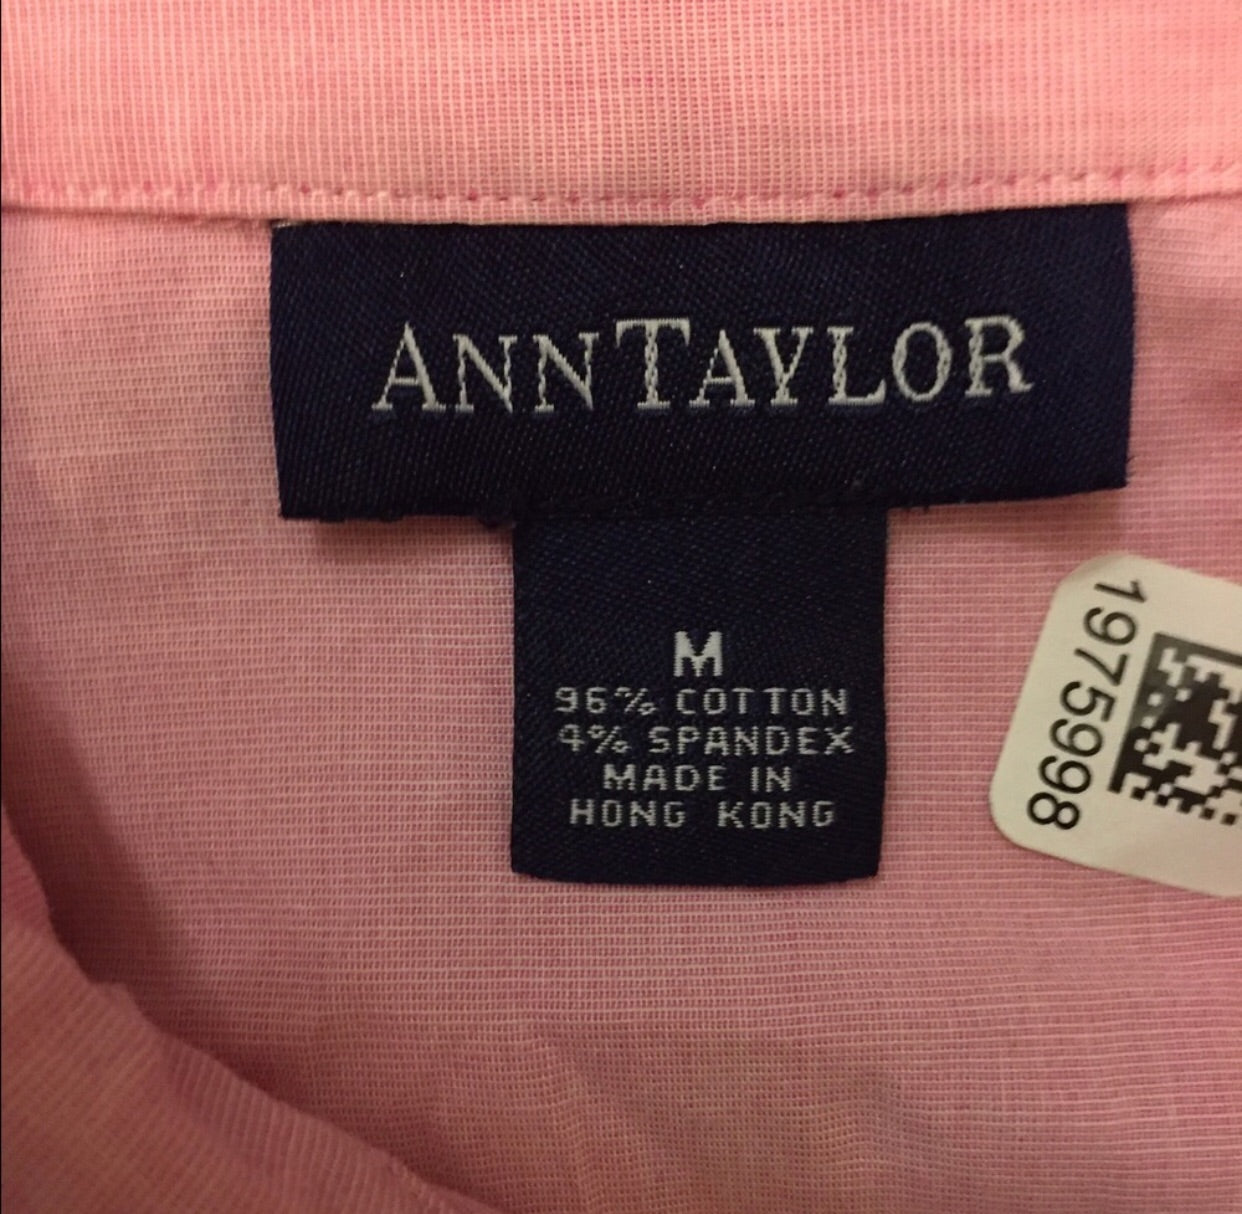 ANNTAYLOR
M
96% COTTON
4% SPANDEX
MADE IN
HONG KONG
1975998